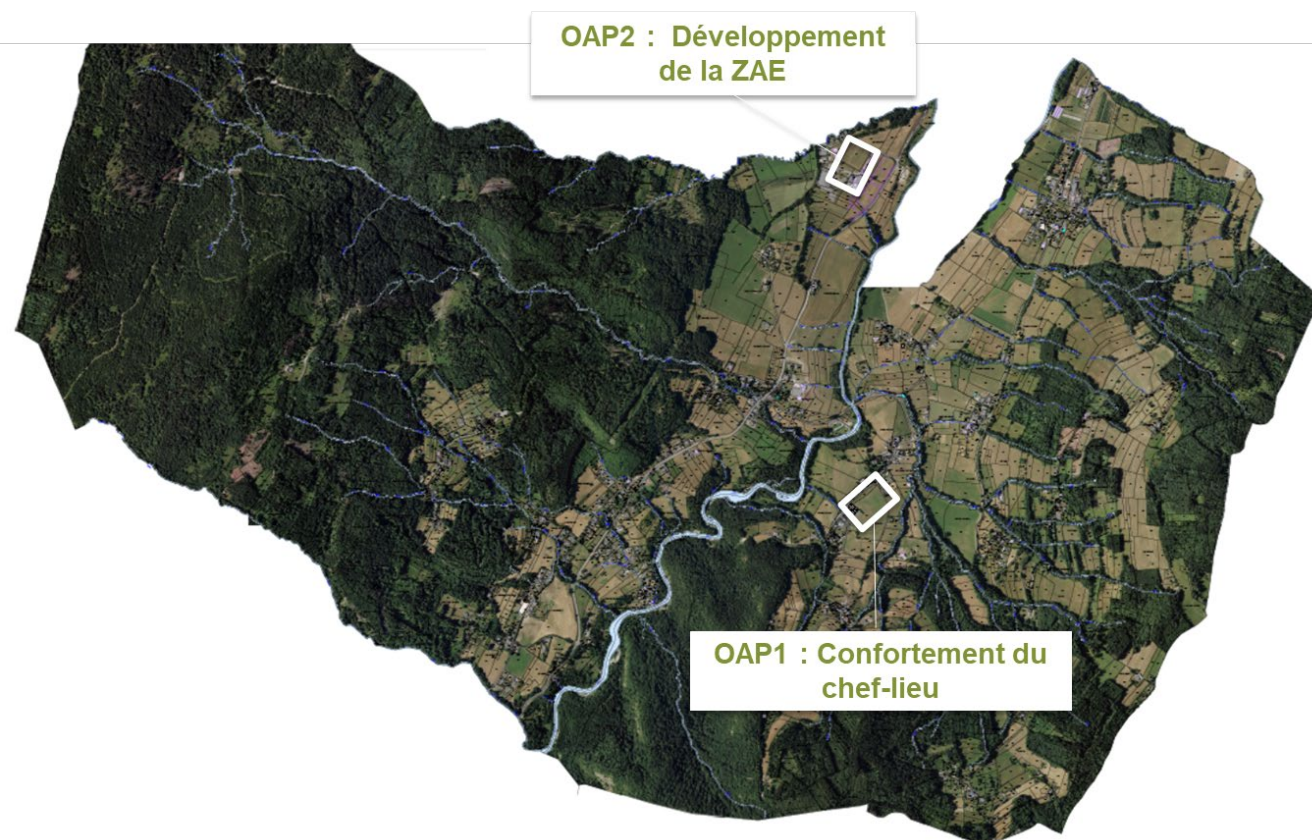 OAP2 : Développement
de la ZAE
OAP1 : Confortement du
chef-lieu